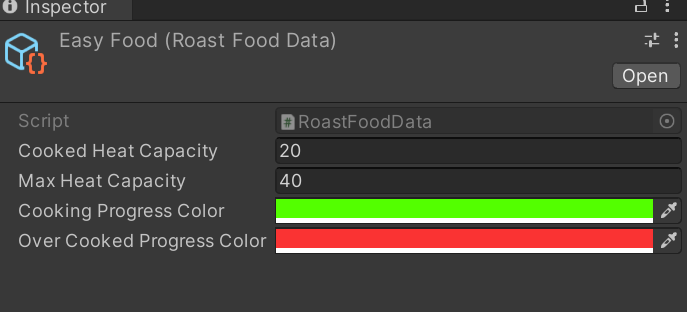 Inspector
Easy Food (Roast Food Data)
Open
Script RoastFoodData
Cooked Heat Capacity 20
Max Heat Capacity 40
Cooking Progress Color
Over Cooked Progress Color